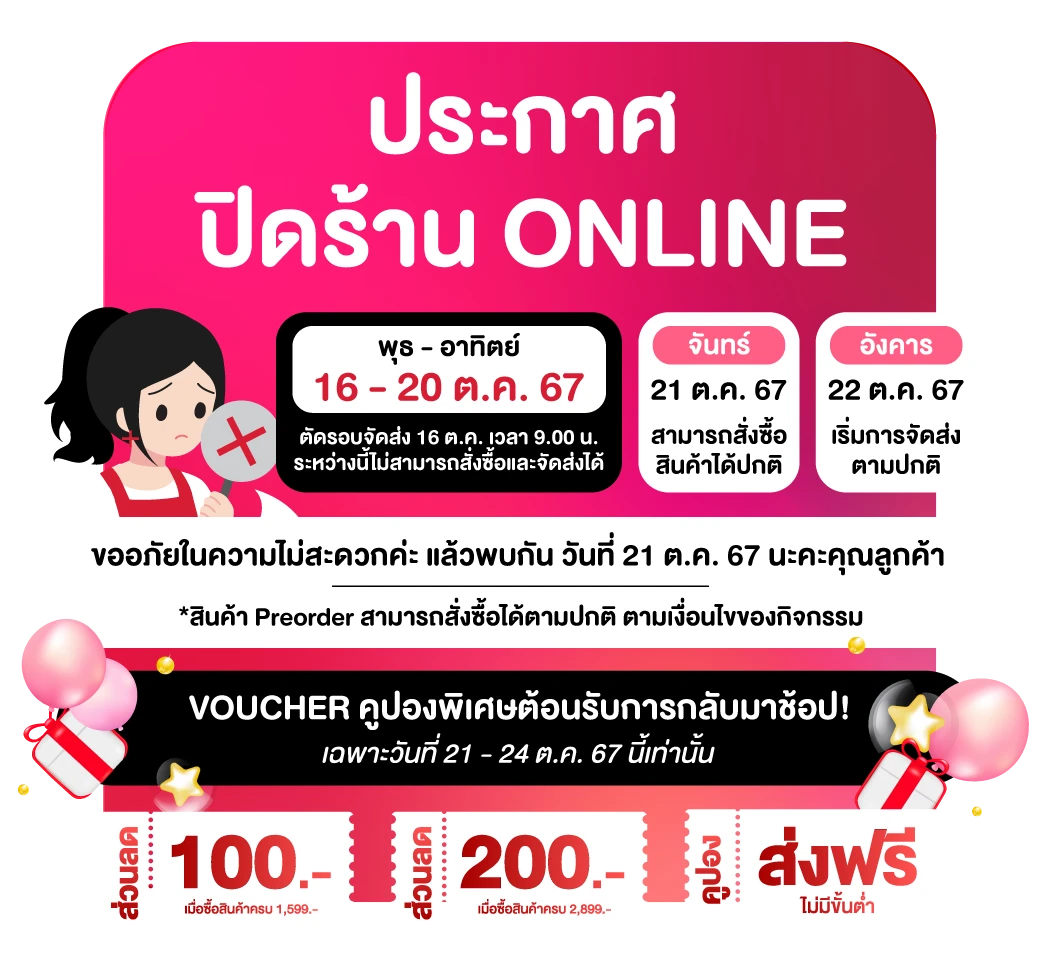 ประกาศ
ปิดร้าน ONLINE
พุธ - อาทิตย์
16 - 20 ต.ค. 67
ตัดรอบจัดส่ง 16 ต.ค. เวลา 9.00 น.
ระหว่างนี้ไม่สามารถสั่งซื้อและจัดส่งได้
จันทร์
21 ต.ค. 67
สามารถสั่งซื้อ
สินค้าได้ปกติ
อังคาร
22 ต.ค. 67
เริ่มการจัดส่ง
ตามปกติ
ขออภัยในความไม่สะดวกค่ะ แล้วพบกัน วันที่ 21 ต.ค. 67 นะคะคุณลูกค้า
*สินค้า Preorder สามารถสั่งซื้อได้ตามปกติ ตามเงื่อนไขของกิจกรรม
VOUCHER คูปองพิเศษต้อนรับการกลับมาช้อป!
เฉพาะวันที่ 21 - 24 ต.ค. 67 นี้เท่านั้น
ส่วนลด
100.-
เมื่อซื้อสินค้าครบ 1,599.-
ส่วนลด
200.-
เมื่อซื้อสินค้าครบ 2,899.-
คูปอง
ส่งฟรี
ไม่มีขั้นต่ำ